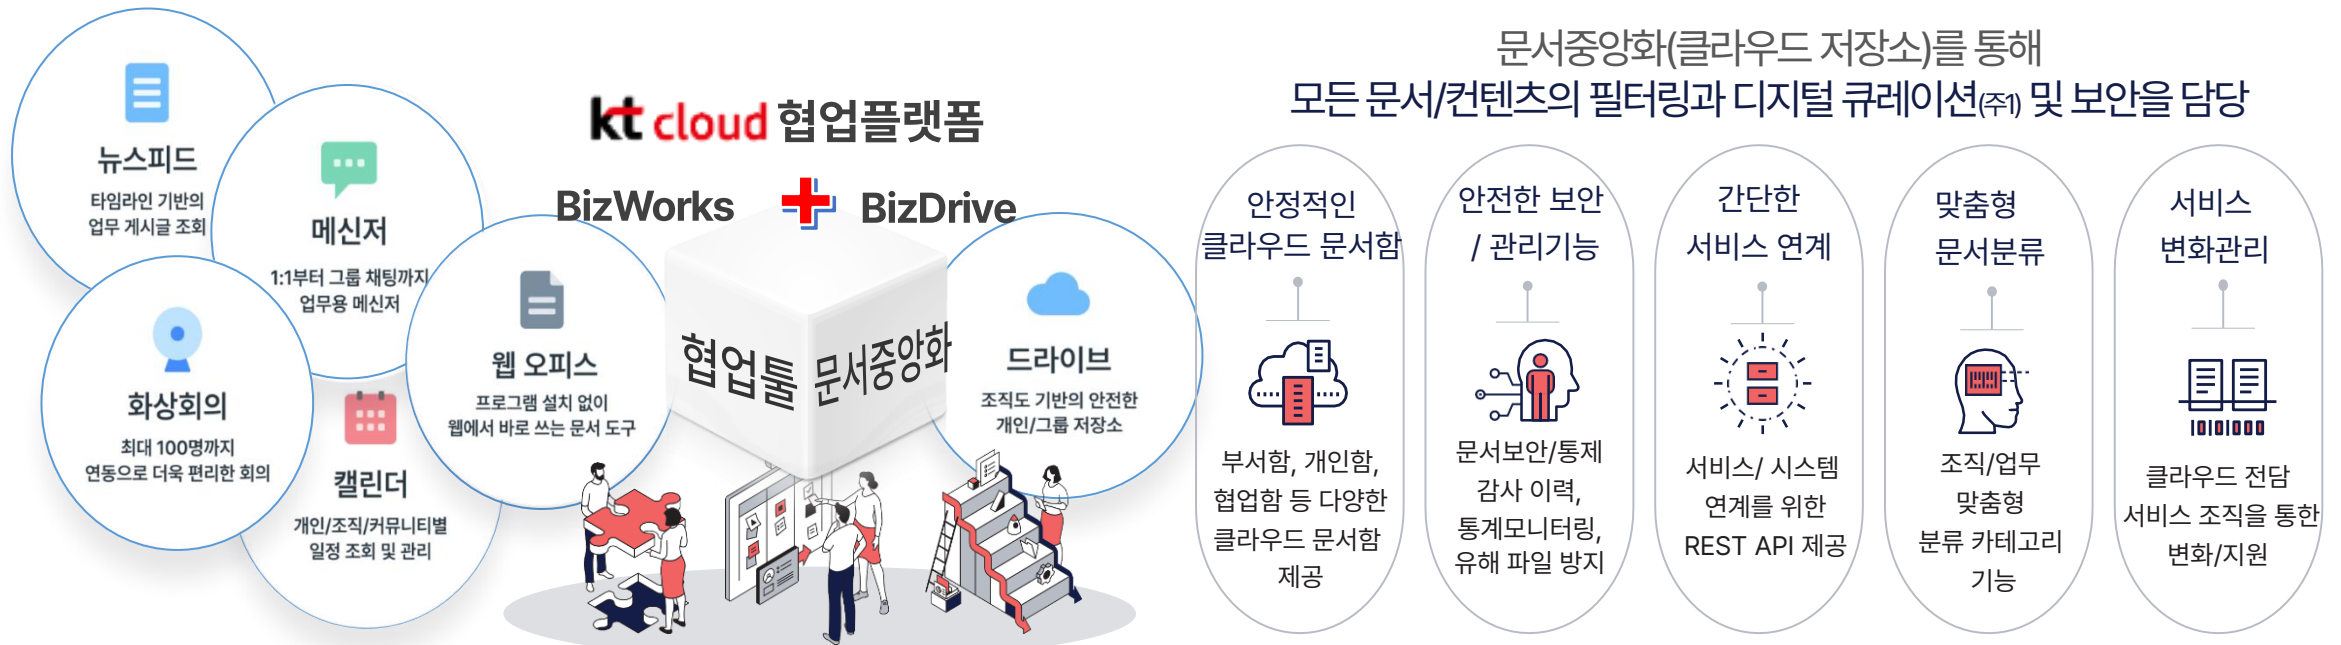 뉴스피드
타임라인 기반의
업무 게시글 조회
메신저
1:1부터 그룹 채팅까지
업무용 메신저
화상회의
최대 100명까지
연동으로 더욱 편리한 회의
캘린더
개인/조직/커뮤니티별
일정 조회 및 관리
웹 오피스
프로그램 설치 없이
웹에서 바로 쓰는 문서 도구
kt cloud 협업플랫폼
BizWorks + BizDrive
협업툴 문서중앙화
드라이브
조직도 기반의 안전한
개인/그룹 저장소
문서중앙화(클라우드 저장소)를 통해
모든 문서/컨텐츠의 필터링과 디지털 큐레이션(주1) 및 보안을 담당
안정적인
클라우드 문서함
부서함, 개인함,
협업함 등 다양한
클라우드 문서함
제공
안전한 보안
/ 관리기능
문서보안/통제
감사 이력,
통계모니터링,
유해 파일 방지
간단한
서비스 연계
서비스/ 시스템
연계를 위한
REST API 제공
맞춤형
문서분류
조직/업무
맞춤형
분류 카테고리
기능
서비스
변화관리
클라우드 전담
서비스 조직을 통한
변화/지원